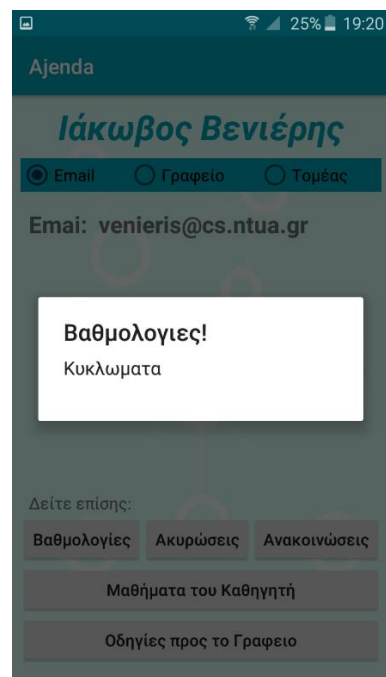 25% 19:20
Ajenda
Ιάκωβος Βενιέρης
Email Γραφείο Τομέας
Emai: venieris@cs.ntua.gr
Βαθμολογιες!
Κυκλωματα
Δείτε επίσης:
Βαθμολογίες Ακυρώσεις Ανακοινώσεις
Μαθήματα του Καθηγητή
Οδηγίες προς το Γραφειο